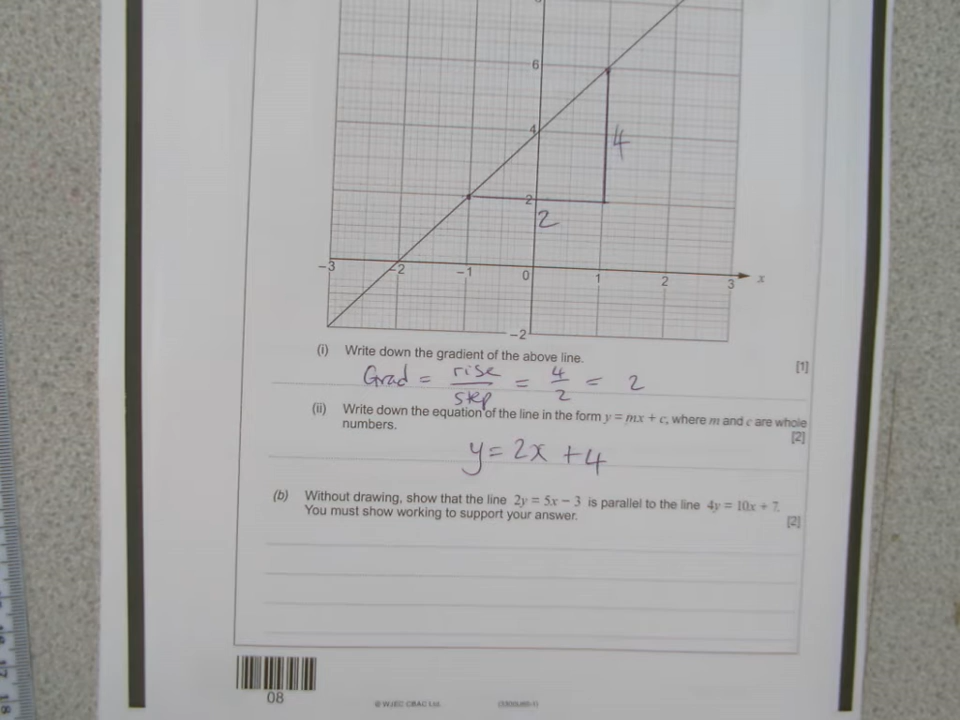 6
4
4
2
2
-3 -2 -1 0 1 2 3 x
-2
(i) Write down the gradient of the above line. [1]
Grad = rise/step = 4/2 = 2
(ii) Write down the equation of the line in the form y = mx + c, where m and c are whole
numbers. [2]
y = 2x + 4
(b) Without drawing, show that the line 2y = 5x − 3 is parallel to the line 4y = 10x + 7.
You must show working to support your answer. [2]
08
© WJEC CBAC Ltd.